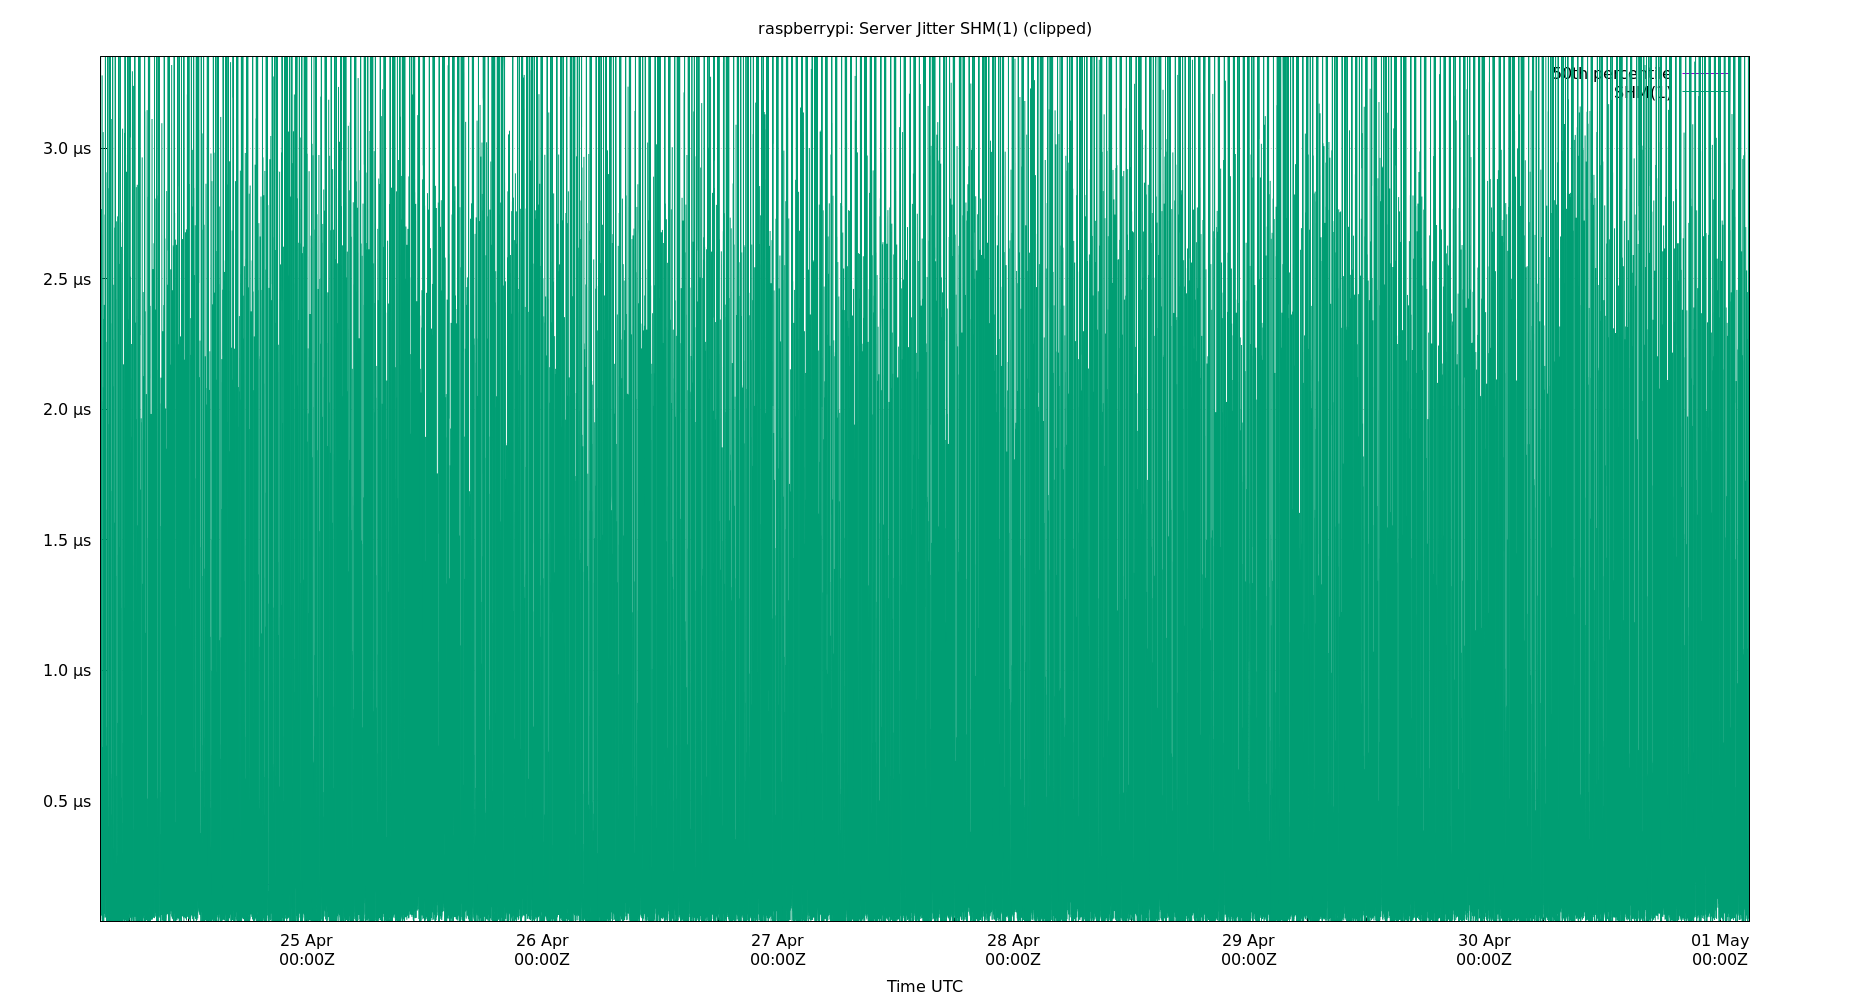 raspberrypi: Server Jitter SHM(1) (clipped)
50th percentile
SHM(1)
3.0 µs
2.5 µs
2.0 µs
1.5 µs
1.0 µs
0.5 µs
25 Apr 26 Apr 27 Apr 28 Apr 29 Apr 30 Apr 01 May
00:00Z 00:00Z 00:00Z 00:00Z 00:00Z 00:00Z 00:00Z
Time UTC